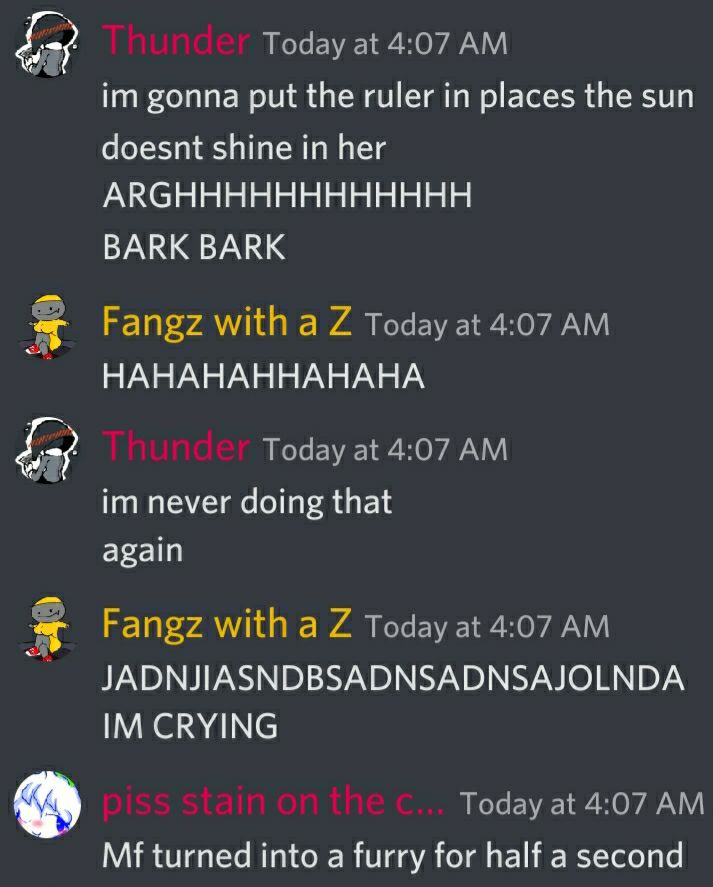 Thunder Today at 4:07 AM
im gonna put the ruler in places the sun
doesnt shine in her
ARGHHHHHHHHHHHH
BARK BARK
Fangz with a Z Today at 4:07 AM
HAHAHAHHAHAHA
Thunder Today at 4:07 AM
im never doing that
again
Fangz with a Z Today at 4:07 AM
JADNJIASNDBSADNSADNSAJOLNDA
IM CRYING
piss stain on the c... Today at 4:07 AM
Mf turned into a furry for half a second